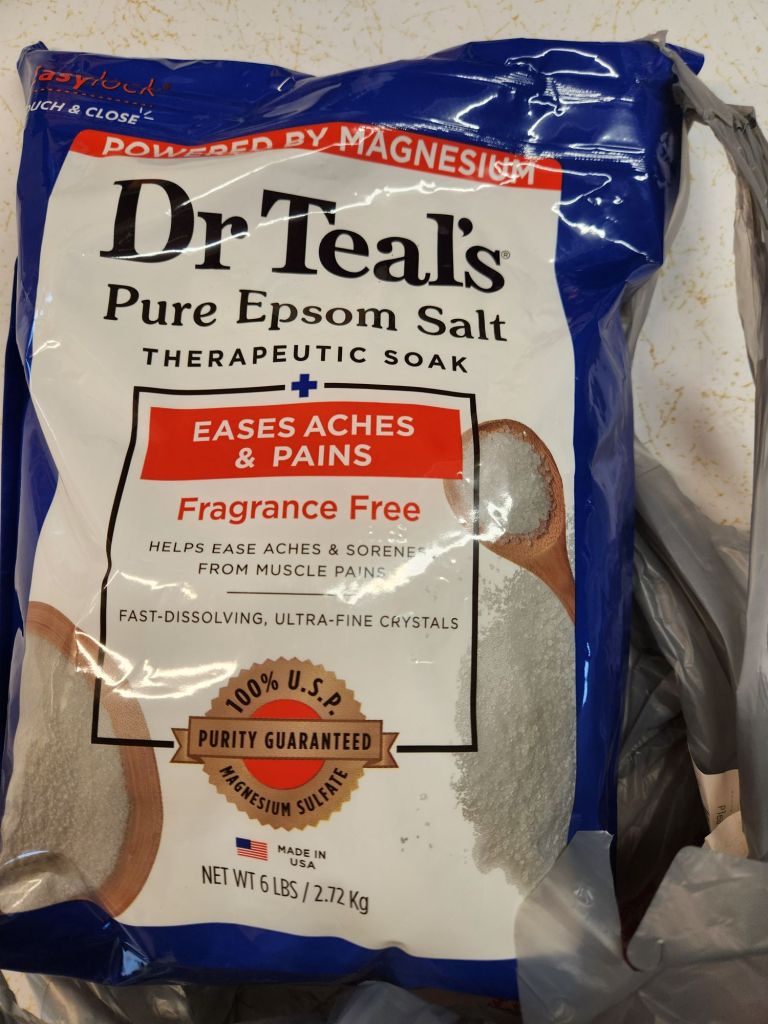 easylock®
& CLOSE
POWERED BY MAGNESIUM
Dr Teal's®
Pure Epsom Salt
THERAPEUTIC SOAK
EASES ACHES
& PAINS
Fragrance Free
HELPS EASE ACHES &
FROM MUSCLE PAINS
FAST-DISSOLVING, ULTRA-FINE CRYSTALS
100% U.S.P.
PURITY GUARANTEED
MAGNESIUM SULFATE
MADE IN
USA
NET WT 6 LBS / 2.72 Kg